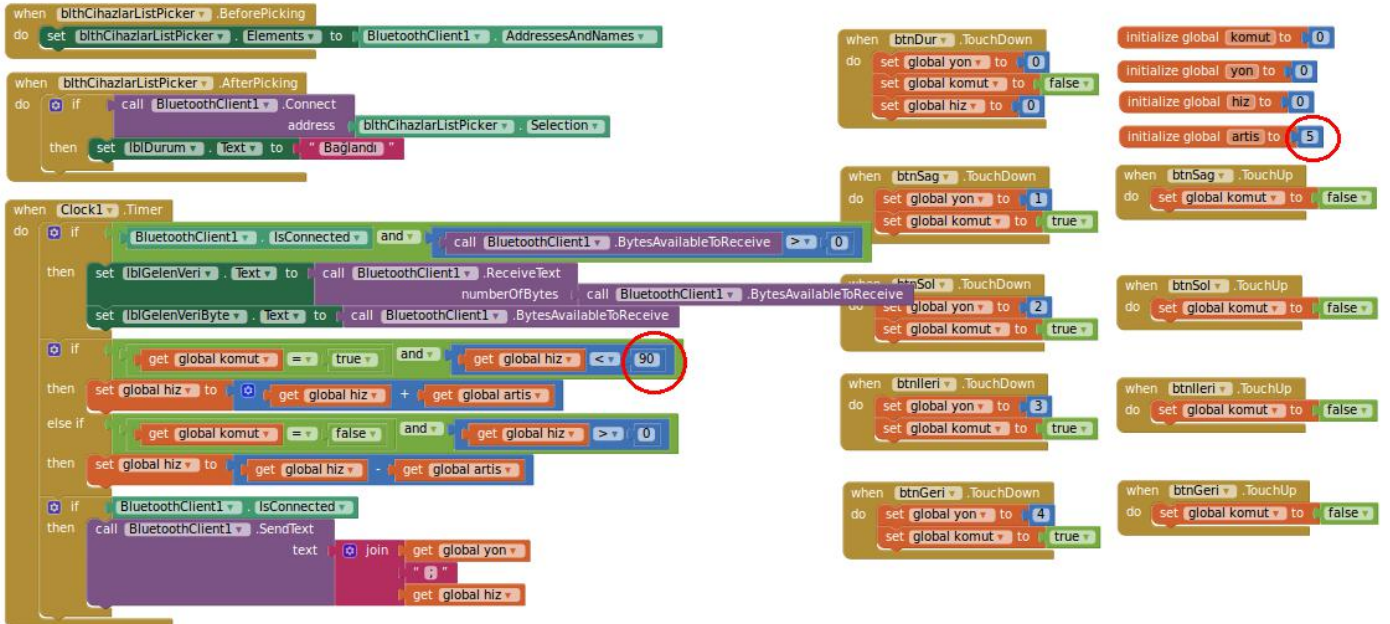 when blthCihazlarListPicker .BeforePicking
do set blthCihazlarListPicker . Elements to BluetoothClient1 . AddressesAndNames
when blthCihazlarListPicker .AfterPicking
do if call BluetoothClient1 .Connect
address blthCihazlarListPicker . Selection
then set lblDurum . Text to " Bağlandı "
when Clock1 .Timer
do if BluetoothClient1 . IsConnected and call BluetoothClient1 .BytesAvailableToReceive > 0
then set lblGelenVeri . Text to call BluetoothClient1 .ReceiveText
numberOfBytes call BluetoothClient1 .BytesAvailableToReceive
set lblGelenVeriByte . Text to call BluetoothClient1 .BytesAvailableToReceive
if get global komut = true and get global hiz < 90
then set global hiz to get global hiz + get global artis
else if get global komut = false and get global hiz > 0
then set global hiz to get global hiz - get global artis
if BluetoothClient1 . IsConnected
then call BluetoothClient1 .SendText
text join get global yon
" ; "
get global hiz
when btnDur .TouchDown
do set global yon to 0
set global komut to false
set global hiz to 0
initialize global komut to 0
initialize global yon to 0
initialize global hiz to 0
initialize global artis to 5
when btnSag .TouchDown
do set global yon to 1
set global komut to true
when btnSag .TouchUp
do set global komut to false
when btnSol .TouchDown
do set global yon to 2
set global komut to true
when btnSol .TouchUp
do set global komut to false
when btnIleri .TouchDown
do set global yon to 3
set global komut to true
when btnIleri .TouchUp
do set global komut to false
when btnGeri .TouchDown
do set global yon to 4
set global komut to true
when btnGeri .TouchUp
do set global komut to false